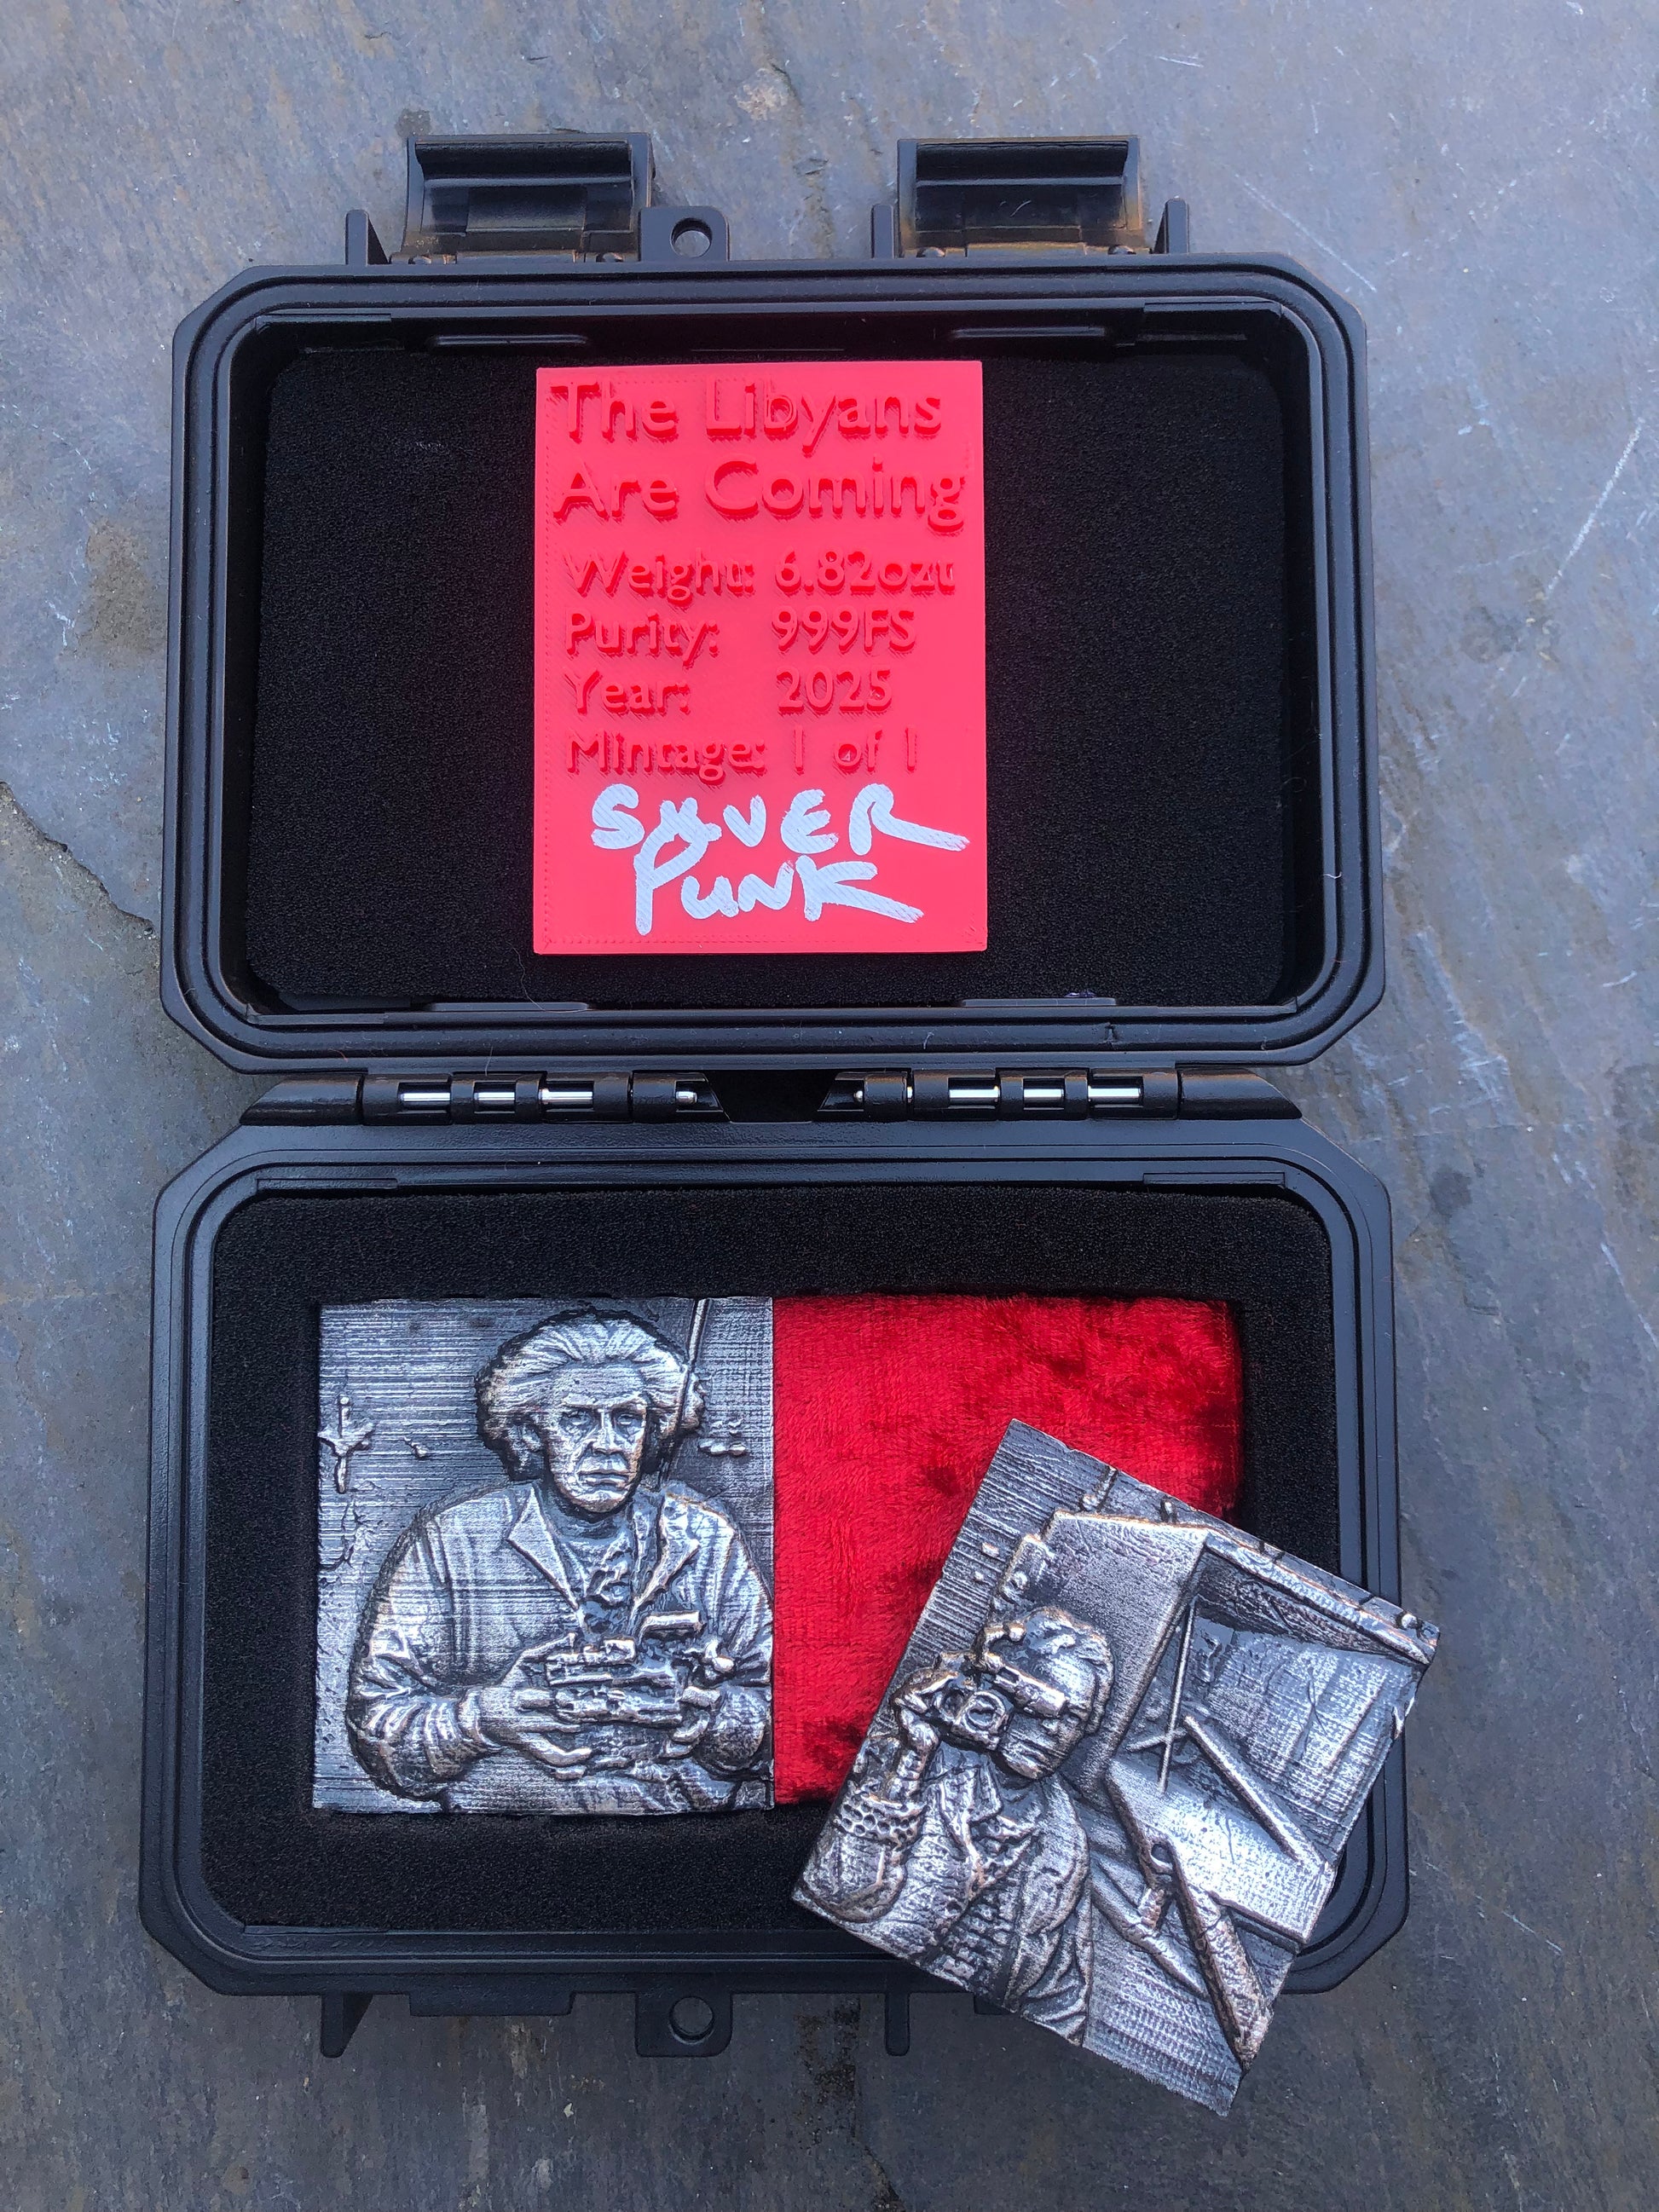 The Libyans
Are Coming
Weight: 6.82ozt
Purity: 999FS
Year: 2025
Mintage: 1 of 1
SILVER
PUNK